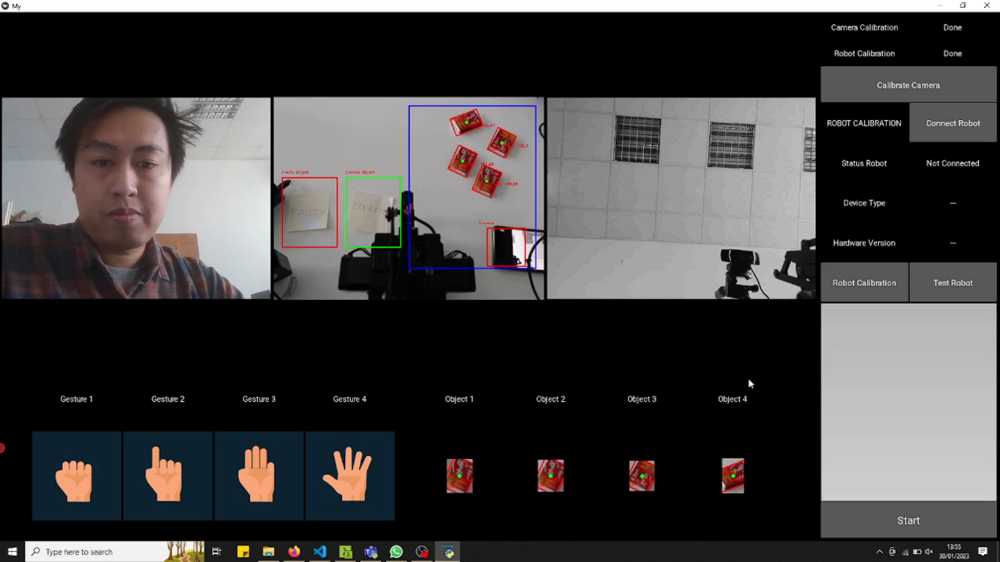 My
Camera Calibration Done
Robot Calibration Done
Calibrate Camera
ROBOT CALIBRATION Connect Robot
Status Robot Not Connected
Device Type —
Hardware Version —
Robot Calibration Test Robot
Faulty Object Correct Object
FAULTY
Gesture 1 Gesture 2 Gesture 3 Gesture 4 Object 1 Object 2 Object 3 Object 4
Start
Type here to search
13:55
30/01/2023